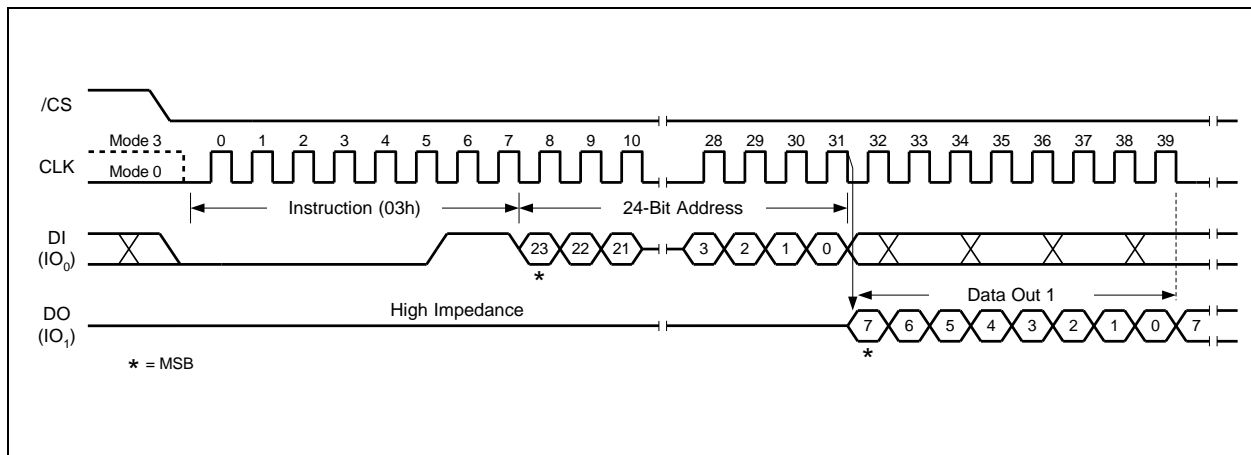 /CS
Mode 3
0 1 2 3 4 5 6 7 8 9 10 28 29 30 31 32 33 34 35 36 37 38 39
CLK
Mode 0
Instruction (03h)
24-Bit Address
DI
(IO0)
23 22 21 3 2 1 0
*
High Impedance
Data Out 1
DO
(IO1)
7 6 5 4 3 2 1 0 7
*
* = MSB